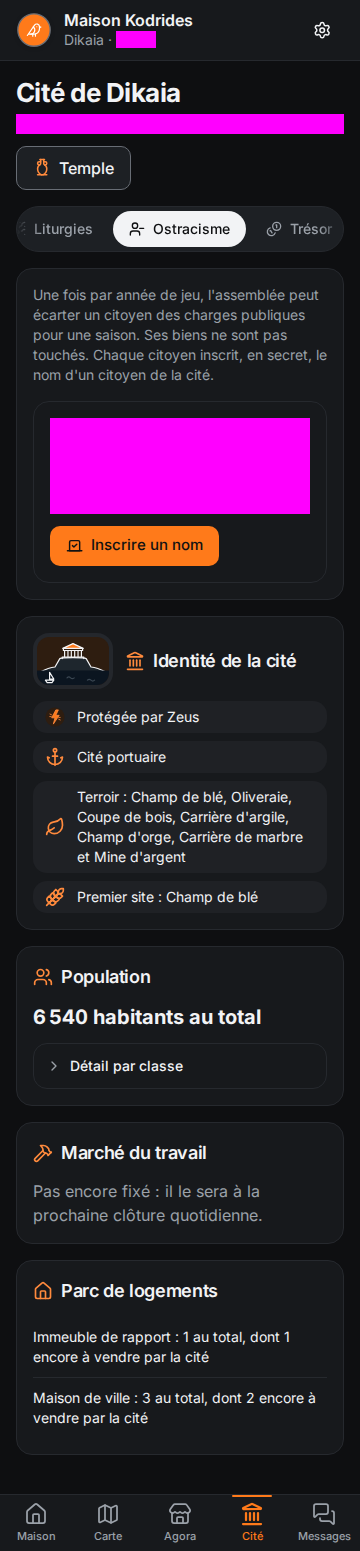 Maison Kodrides
Dikaia ·
Cité de Dikaia
Temple
Liturgies
Ostracisme
Trésor
Une fois par année de jeu, l'assemblée peut
écarter un citoyen des charges publiques
pour une saison. Ses biens ne sont pas
touchés. Chaque citoyen inscrit, en secret, le
nom d'un citoyen de la cité.
Inscrire un nom
Identité de la cité
Protégée par Zeus
Cité portuaire
Terroir : Champ de blé, Oliveraie,
Coupe de bois, Carrière d'argile,
Champ d'orge, Carrière de marbre
et Mine d'argent
Premier site : Champ de blé
Population
6 540 habitants au total
Détail par classe
Marché du travail
Pas encore fixé : il le sera à la
prochaine clôture quotidienne.
Parc de logements
Immeuble de rapport : 1 au total, dont 1
encore à vendre par la cité
Maison de ville : 3 au total, dont 2 encore à
vendre par la cité
Maison
Carte
Agora
Cité
Messages